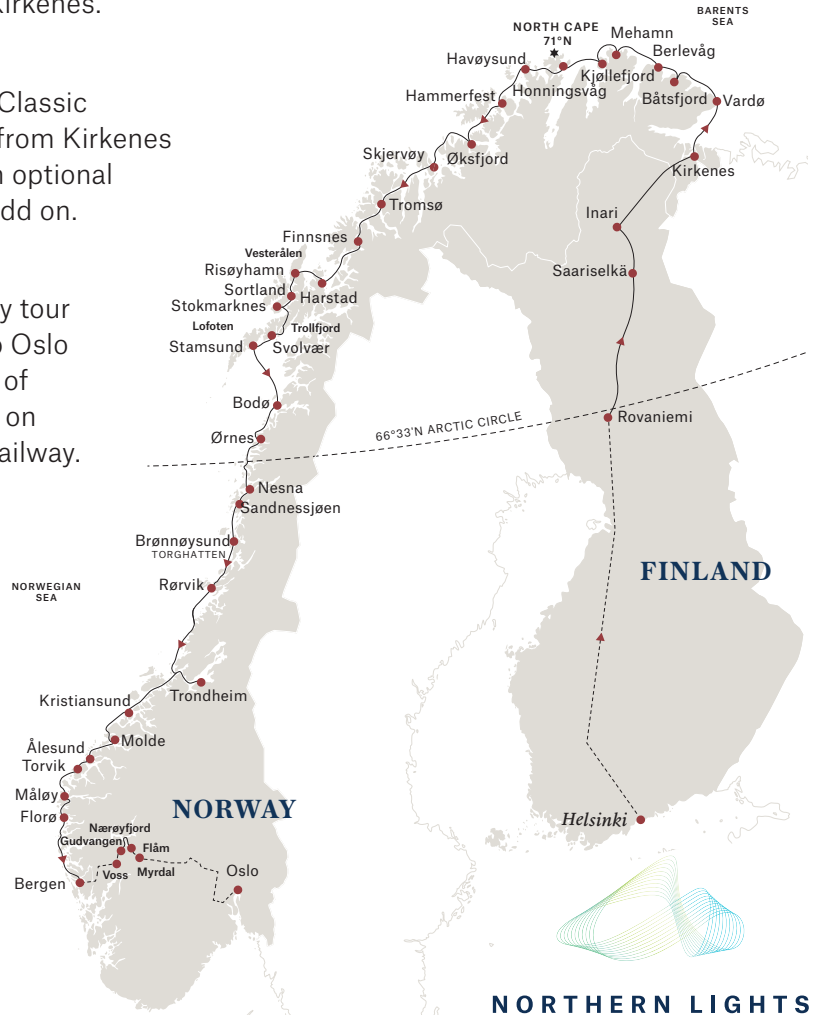 Kirkenes.
Classic
from Kirkenes
optional
add on.
y tour
Oslo
of
on
ailway.
BARENTS
SEA
NORTH CAPE
71°N
Mehamn
Berlevåg
Havøysund
Kjøllefjord
Honningsvåg
Hammerfest
Båtsfjord
Vardø
Skjervøy
Øksfjord
Kirkenes
Tromsø
Inari
Finnsnes
Vesterålen
Risøyhamn
Saariselkä
Sortland
Harstad
Stokmarknes
Lofoten
Trollfjord
Stamsund
Svolvær
Bodø
Rovaniemi
66°33'N ARCTIC CIRCLE
Ørnes
Nesna
Sandnessjøen
Brønnøysund
TORGHATTEN
FINLAND
NORWEGIAN
SEA
Rørvik
Trondheim
Kristiansund
Molde
Ålesund
Torvik
Måløy
NORWAY
Florø
Helsinki
Nærøyfjord
Gudvangen
Flåm
Voss
Myrdal
Oslo
Bergen
NORTHERN LIGHTS